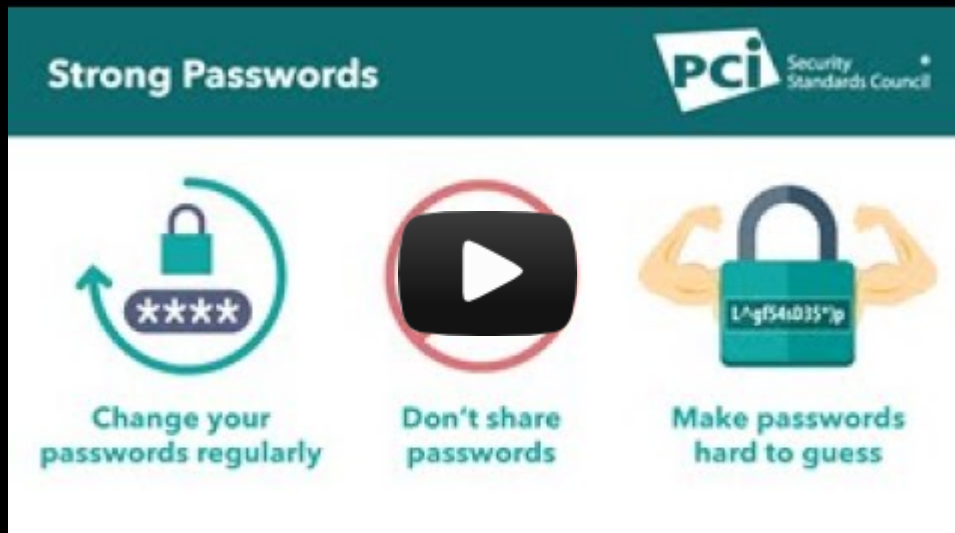 Strong Passwords
PCi Security
Standards Council
****
L^gf54s035")p
Change your
passwords regularly
Don't share
passwords
Make passwords
hard to guess